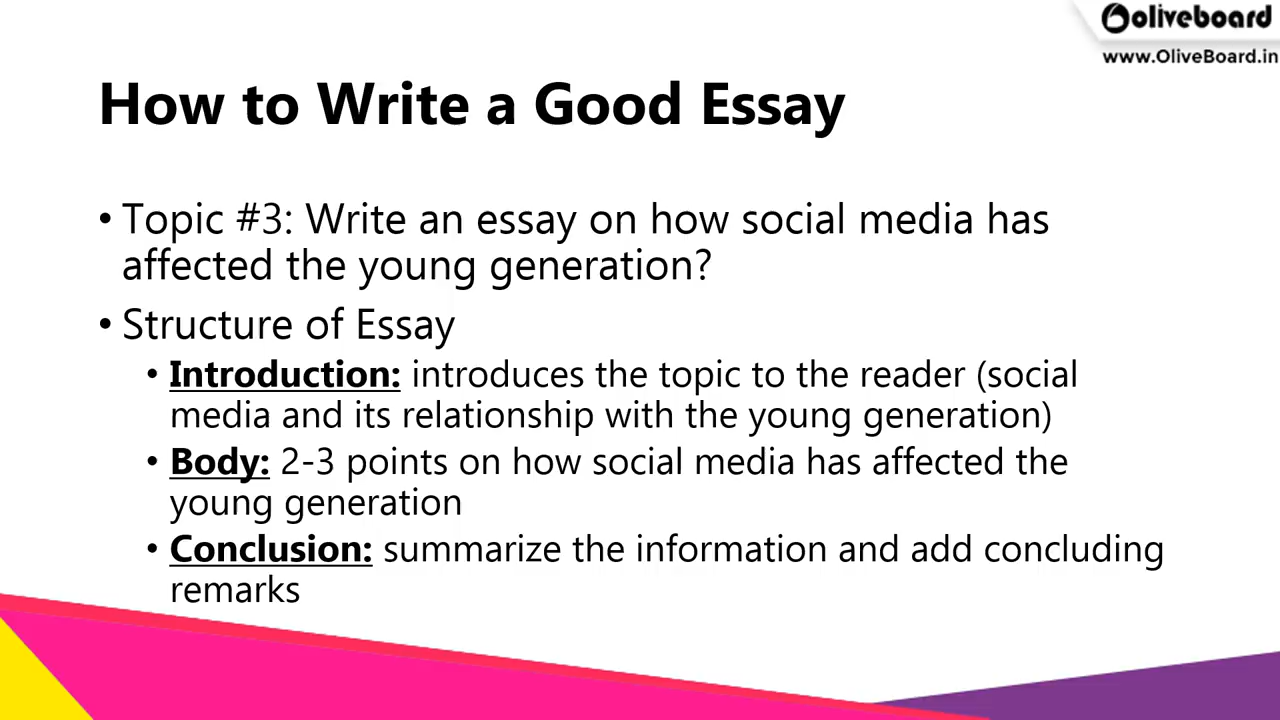 oliveboard
www.OliveBoard.in
How to Write a Good Essay
• Topic #3: Write an essay on how social media has
affected the young generation?
• Structure of Essay
• Introduction: introduces the topic to the reader (social
media and its relationship with the young generation)
• Body: 2-3 points on how social media has affected the
young generation
• Conclusion: summarize the information and add concluding
remarks